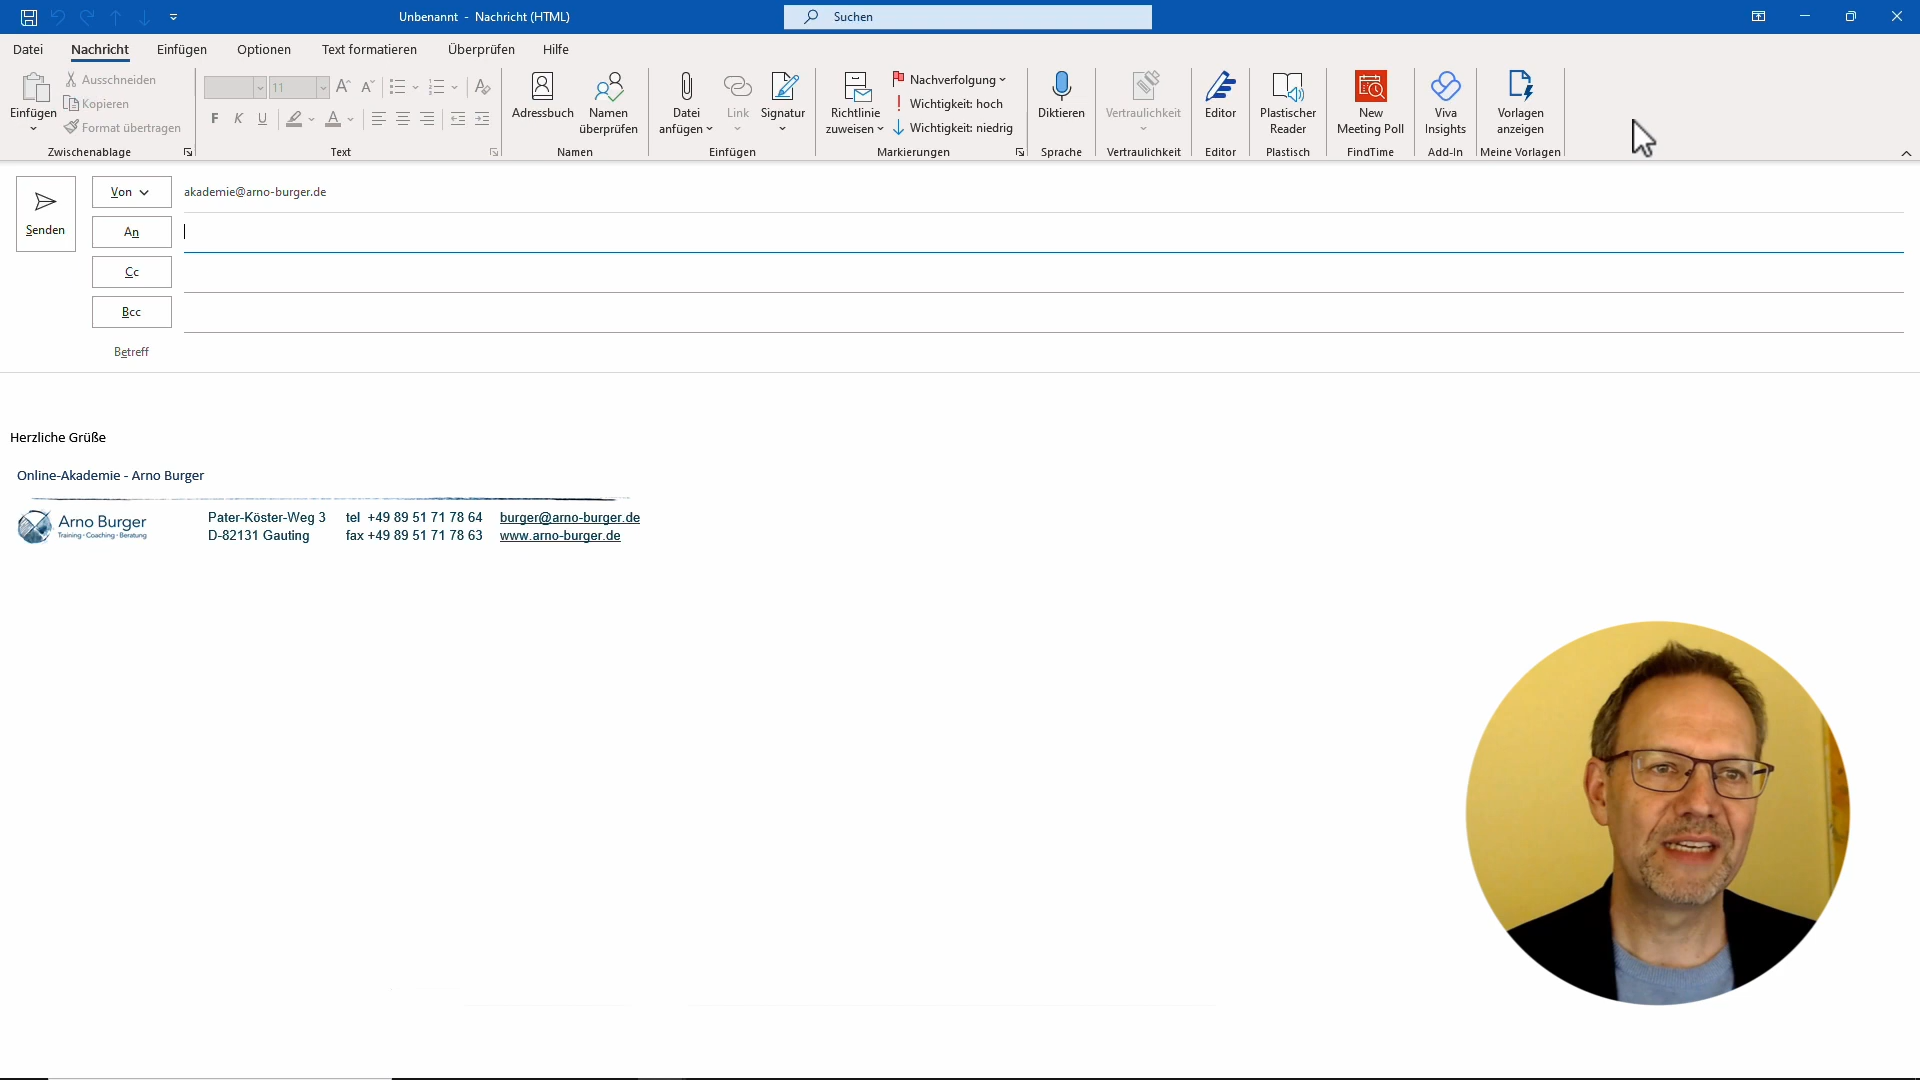 Unbenannt - Nachricht (HTML)
Suchen
Datei
Nachricht
Einfügen
Optionen
Text formatieren
Überprüfen
Hilfe
Einfügen
Ausschneiden
Kopieren
Format übertragen
Zwischenablage
11
F K U
Text
Adressbuch
Namen
überprüfen
Namen
Datei
anfügen
Link
Signatur
Einfügen
Richtlinie
zuweisen
Nachverfolgung
Wichtigkeit: hoch
Wichtigkeit: niedrig
Markierungen
Diktieren
Sprache
Vertraulichkeit
Vertraulichkeit
Editor
Editor
Plastischer
Reader
Plastisch
New
Meeting Poll
FindTime
Viva
Insights
Add-In
Vorlagen
anzeigen
Meine Vorlagen
Senden
Von
akademie@arno-burger.de
An
Cc
Bcc
Betreff
Herzliche Grüße
Online-Akademie - Arno Burger
Arno Burger
Training · Coaching · Beratung
Pater-Köster-Weg 3 tel +49 89 51 71 78 64 burger@arno-burger.de
D-82131 Gauting fax +49 89 51 71 78 63 www.arno-burger.de